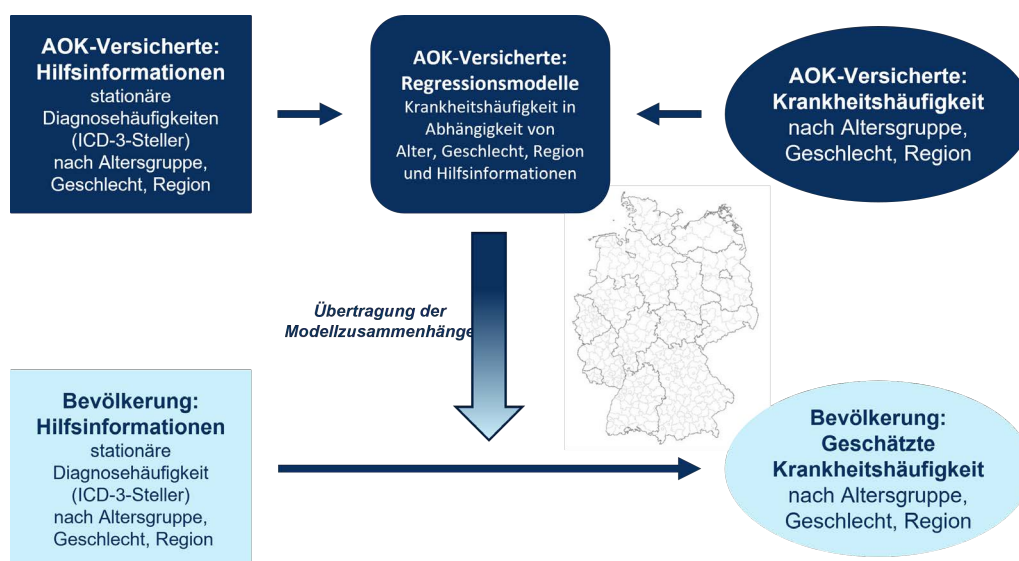 AOK-Versicherte:
Hilfsinformationen
stationäre
Diagnosehäufigkeiten
(ICD-3-Steller)
nach Altersgruppe,
Geschlecht, Region
AOK-Versicherte:
Regressionsmodelle
Krankheitshäufigkeit in
Abhängigkeit von
Alter, Geschlecht, Region
und Hilfsinformationen
AOK-Versicherte:
Krankheitshäufigkeit
nach Altersgruppe,
Geschlecht, Region
Übertragung der
Modellzusammenhänge
Bevölkerung:
Hilfsinformationen
stationäre
Diagnosehäufigkeit
(ICD-3-Steller)
nach Altersgruppe,
Geschlecht, Region
Bevölkerung:
Geschätzte
Krankheitshäufigkeit
nach Altersgruppe,
Geschlecht, Region